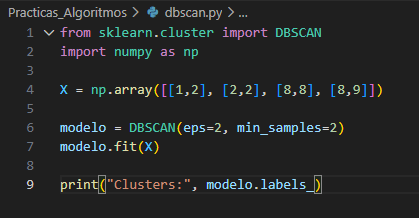 Practicas_Algoritmos > dbscan.py > ...
1 from sklearn.cluster import DBSCAN
2 import numpy as np
3
4 X = np.array([[1,2], [2,2], [8,8], [8,9]])
5
6 modelo = DBSCAN(eps=2, min_samples=2)
7 modelo.fit(X)
8
9 print("Clusters:", modelo.labels_)